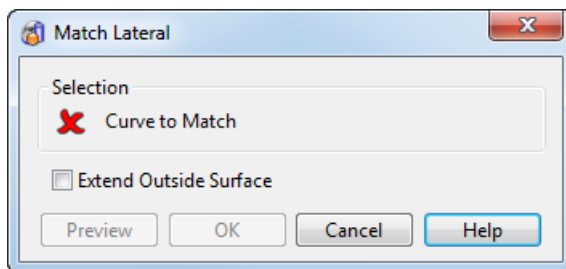 Match Lateral
Selection
Curve to Match
Extend Outside Surface
Preview OK Cancel Help